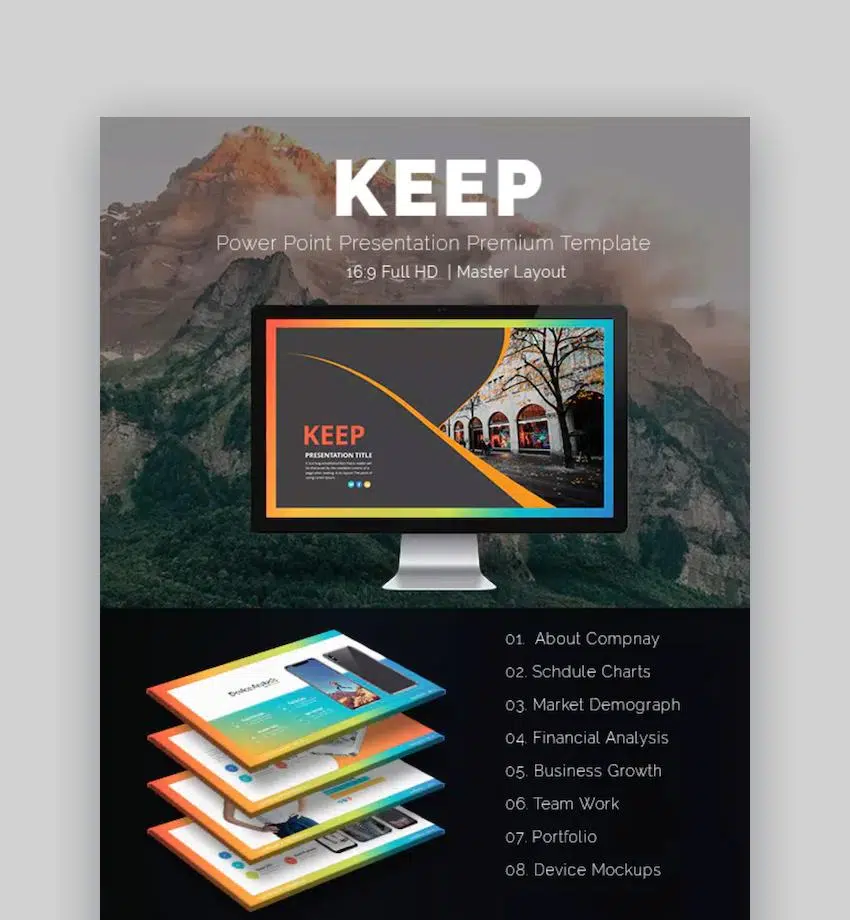 KEEP
Power Point Presentation Premium Template
16:9 Full HD | Master Layout
KEEP
PRESENTATION TITLE
01. About Compnay
02. Schdule Charts
03. Market Demograph
04. Financial Analysis
05. Business Growth
06. Team Work
07. Portfolio
08. Device Mockups